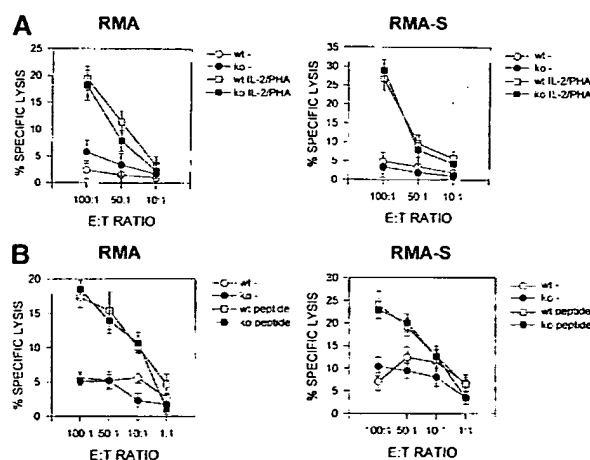 A
RMA
RMA-S
% SPECIFIC LYSIS
25
20
15
10
5
0
100:1
50:1
10:1
E:T RATIO
wt -
ko -
wt IL-2/PHA
ko IL-2/PHA
% SPECIFIC LYSIS
35
30
25
20
15
10
5
0
100:1
50:1
10:1
E:T RATIO
wt -
ko -
wt IL-2/PHA
ko IL-2/PHA
B
RMA
RMA-S
% SPECIFIC LYSIS
20
15
10
5
0
100:1
50:1
10:1
1:1
E:T RATIO
wt -
ko -
wt peptide
ko peptide
% SPECIFIC LYSIS
30
25
20
15
10
5
0
100:1
50:1
10:1
1:1
E:T RATIO
wt -
ko -
wt peptide
ko peptide